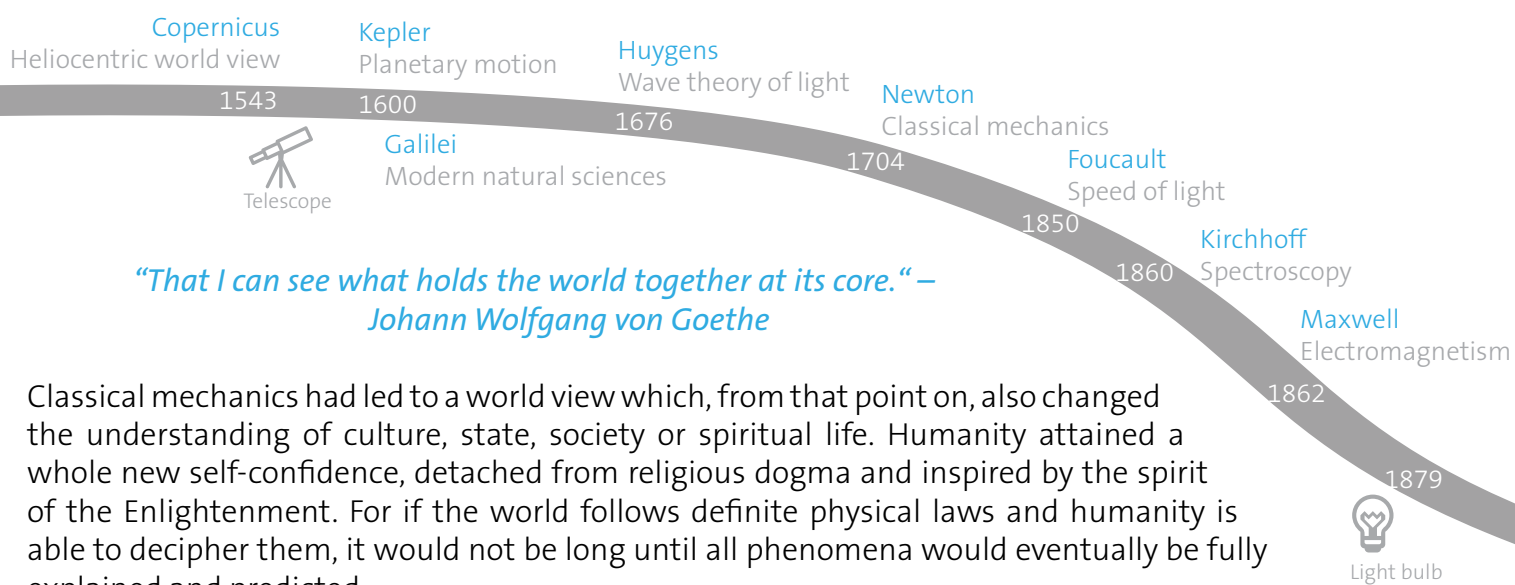 Copernicus
Heliocentric world view
1543
Telescope
Kepler
Planetary motion
1600
Galilei
Modern natural sciences
Huygens
Wave theory of light
1676
Newton
Classical mechanics
1704
Foucault
Speed of light
1850
Kirchhoff
Spectroscopy
1860
Maxwell
Electromagnetism
1862
1879
Light bulb
“That I can see what holds the world together at its core.“ –
Johann Wolfgang von Goethe
Classical mechanics had led to a world view which, from that point on, also changed
the understanding of culture, state, society or spiritual life. Humanity attained a
whole new self-confidence, detached from religious dogma and inspired by the spirit
of the Enlightenment. For if the world follows definite physical laws and humanity is
able to decipher them, it would not be long until all phenomena would eventually be fully
explained and predicted